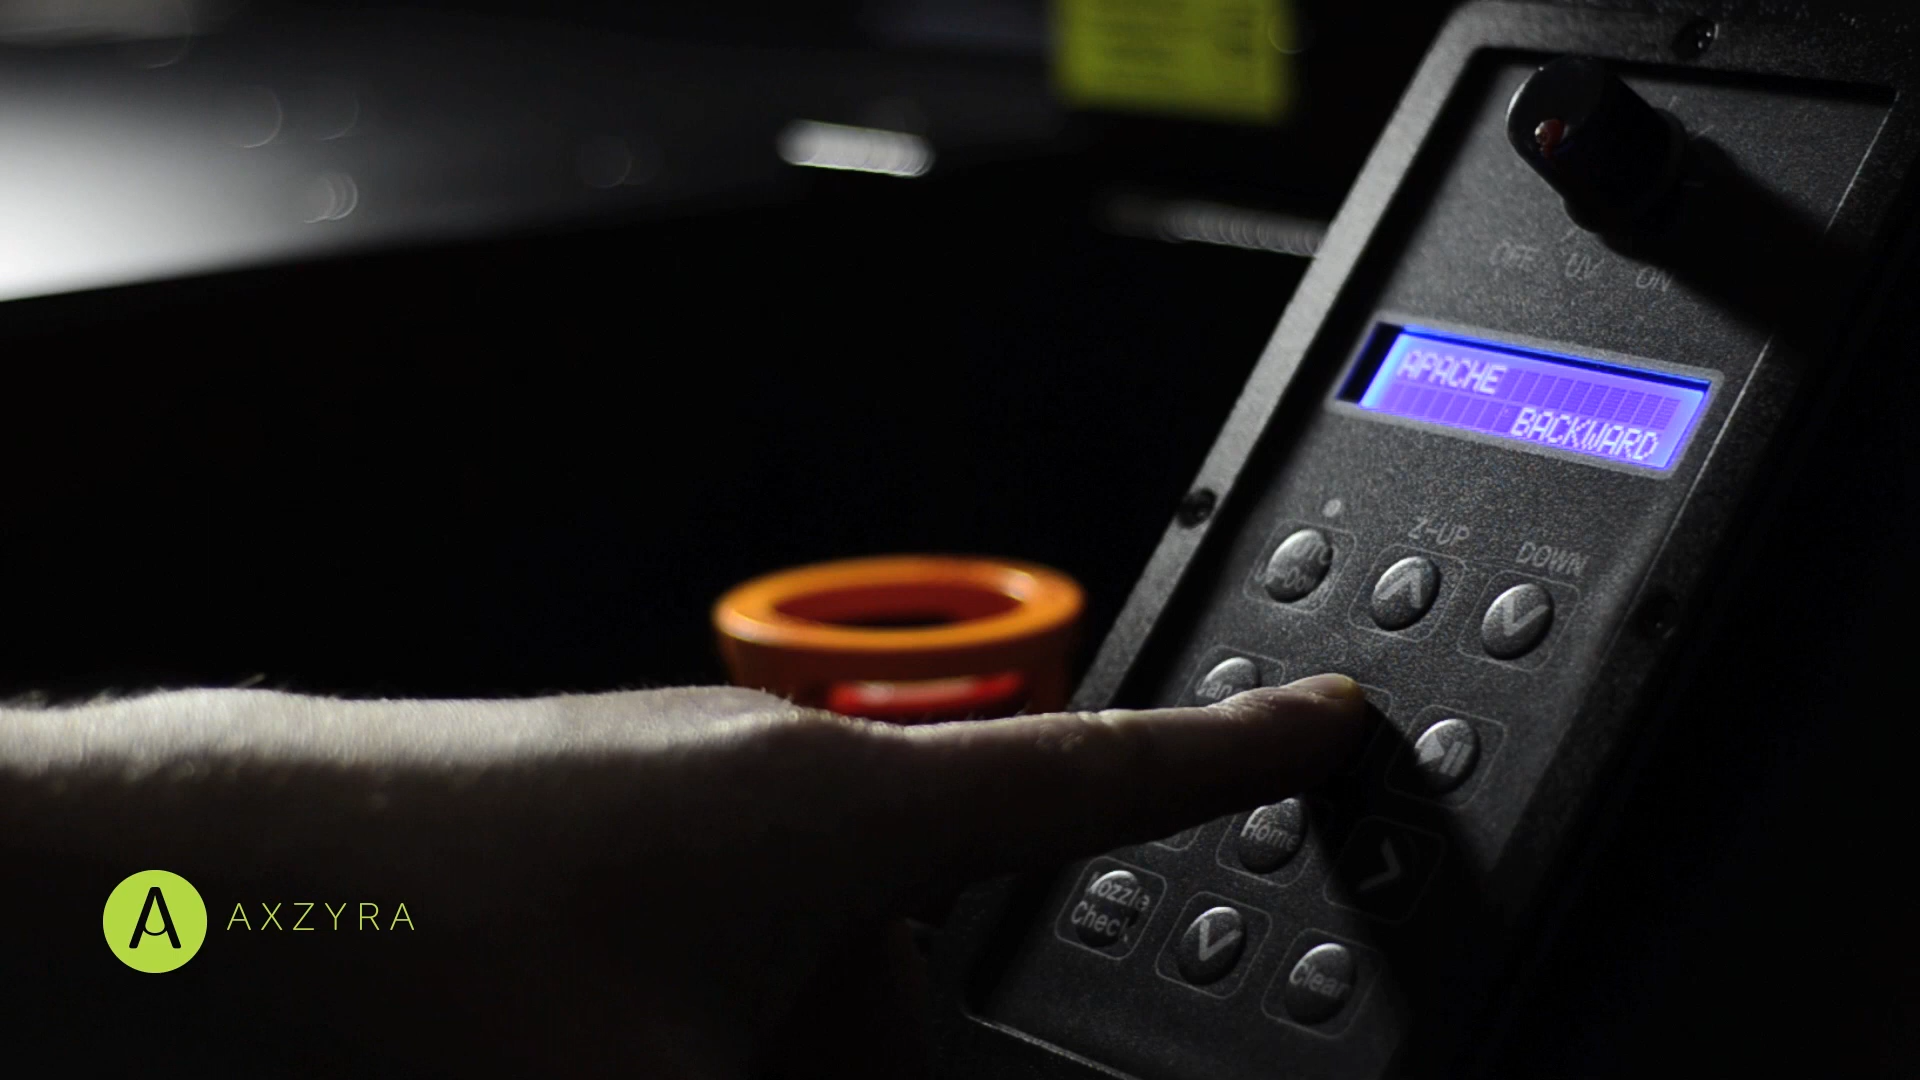 OFF UV ON
APACHE
BACKWARD
Z-UP DOWN
Home
Nozzle
Check
Clear
AXZYRA